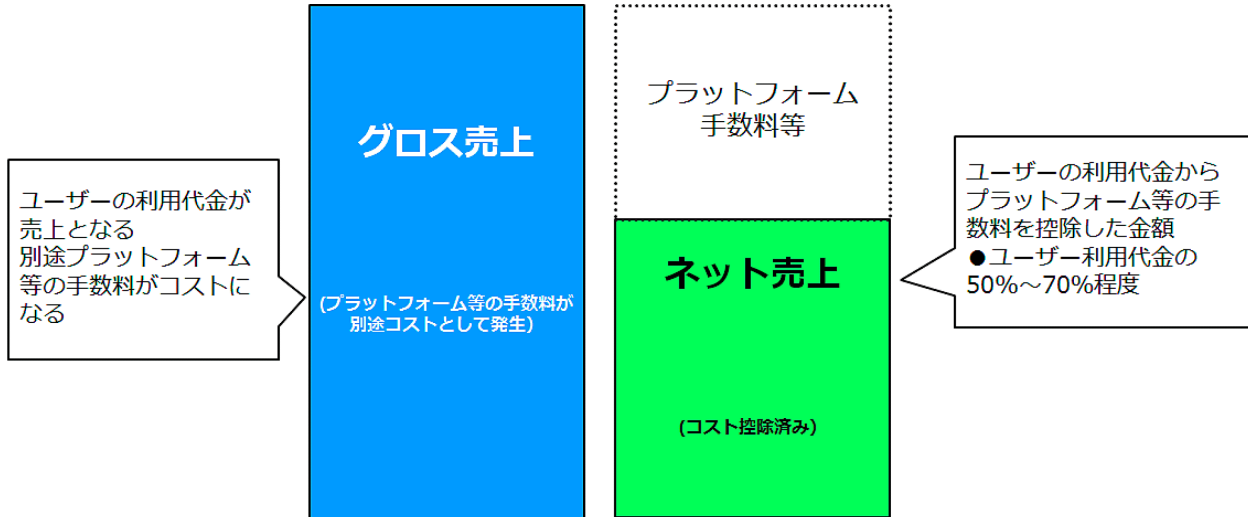 ユーザーの利用代金が
売上となる
別途プラットフォーム
等の手数料がコストに
なる
グロス売上
(プラットフォーム等の手数料が
別途コストとして発生)
プラットフォーム
手数料等
ネット売上
(コスト控除済み)
ユーザーの利用代金から
プラットフォーム等の手
数料を控除した金額
●ユーザー利用代金の
50%～70%程度